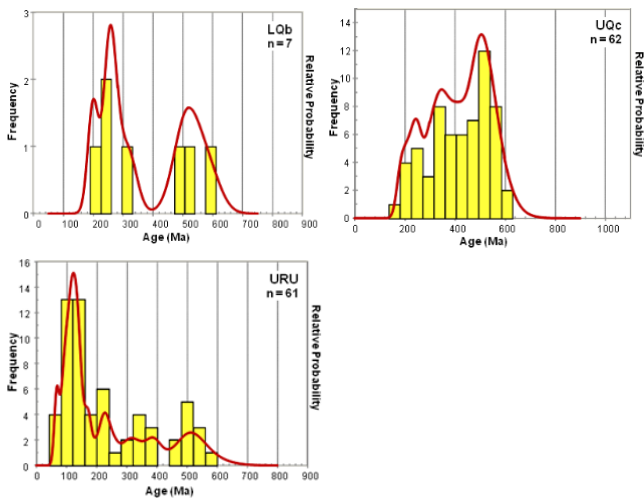 3
2
1
0
Frequency
LQb
n = 7
Relative Probability
0 100 200 300 400 500 600 700 800 900
Age (Ma)
14
12
10
8
6
4
2
0
Frequency
UQc
n = 62
Relative Probability
0 200 400 600 800 1000
Age (Ma)
16
14
12
10
8
6
4
2
0
Frequency
URU
n = 61
Relative Probability
0 100 200 300 400 500 600 700 800 900
Age (Ma)